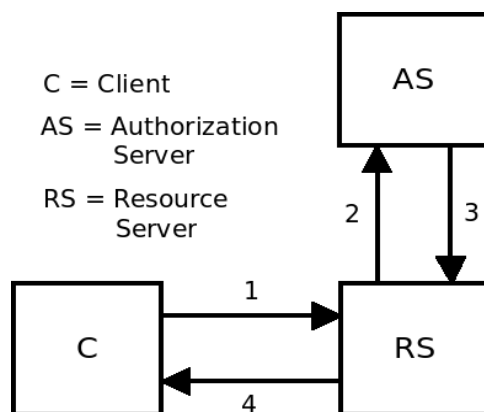 AS
C = Client
AS = Authorization
Server
RS = Resource
Server
2
3
1
C
RS
4